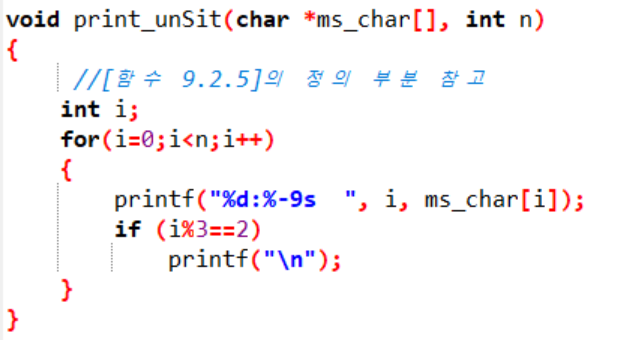 void print_unSit(char *ms_char[], int n)
{
//[함수 9.2.5]의 정의 부분 참고
int i;
for(i=0;i<n;i++)
{
printf("%d:%-9s  ", i, ms_char[i]);
if (i%3==2)
printf("\n");
}
}